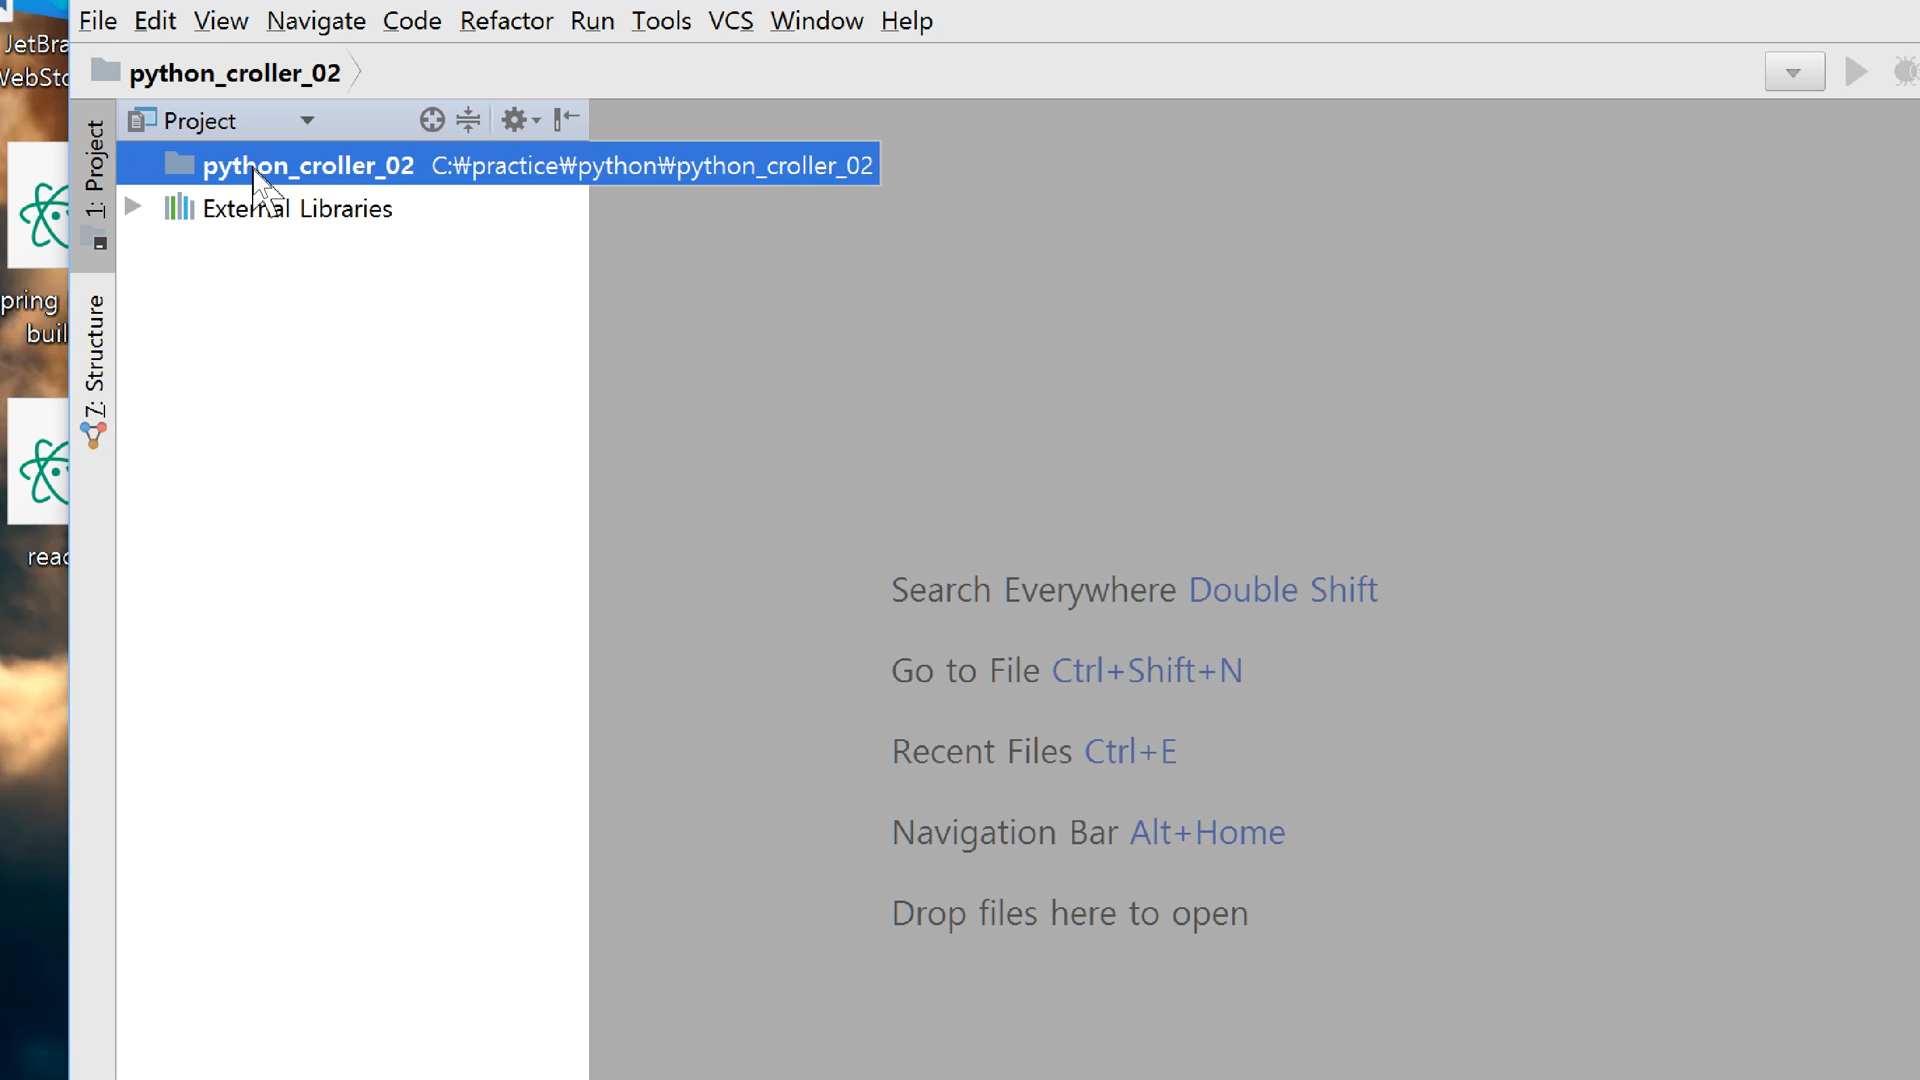 File Edit View Navigate Code Refactor Run Tools VCS Window Help
JetBra
WebSto
python_croller_02
Project
1: Project
python_croller_02 C:₩practice₩python₩python_croller_02
External Libraries
pring
buil
7: Structure
reac
Search Everywhere Double Shift
Go to File Ctrl+Shift+N
Recent Files Ctrl+E
Navigation Bar Alt+Home
Drop files here to open